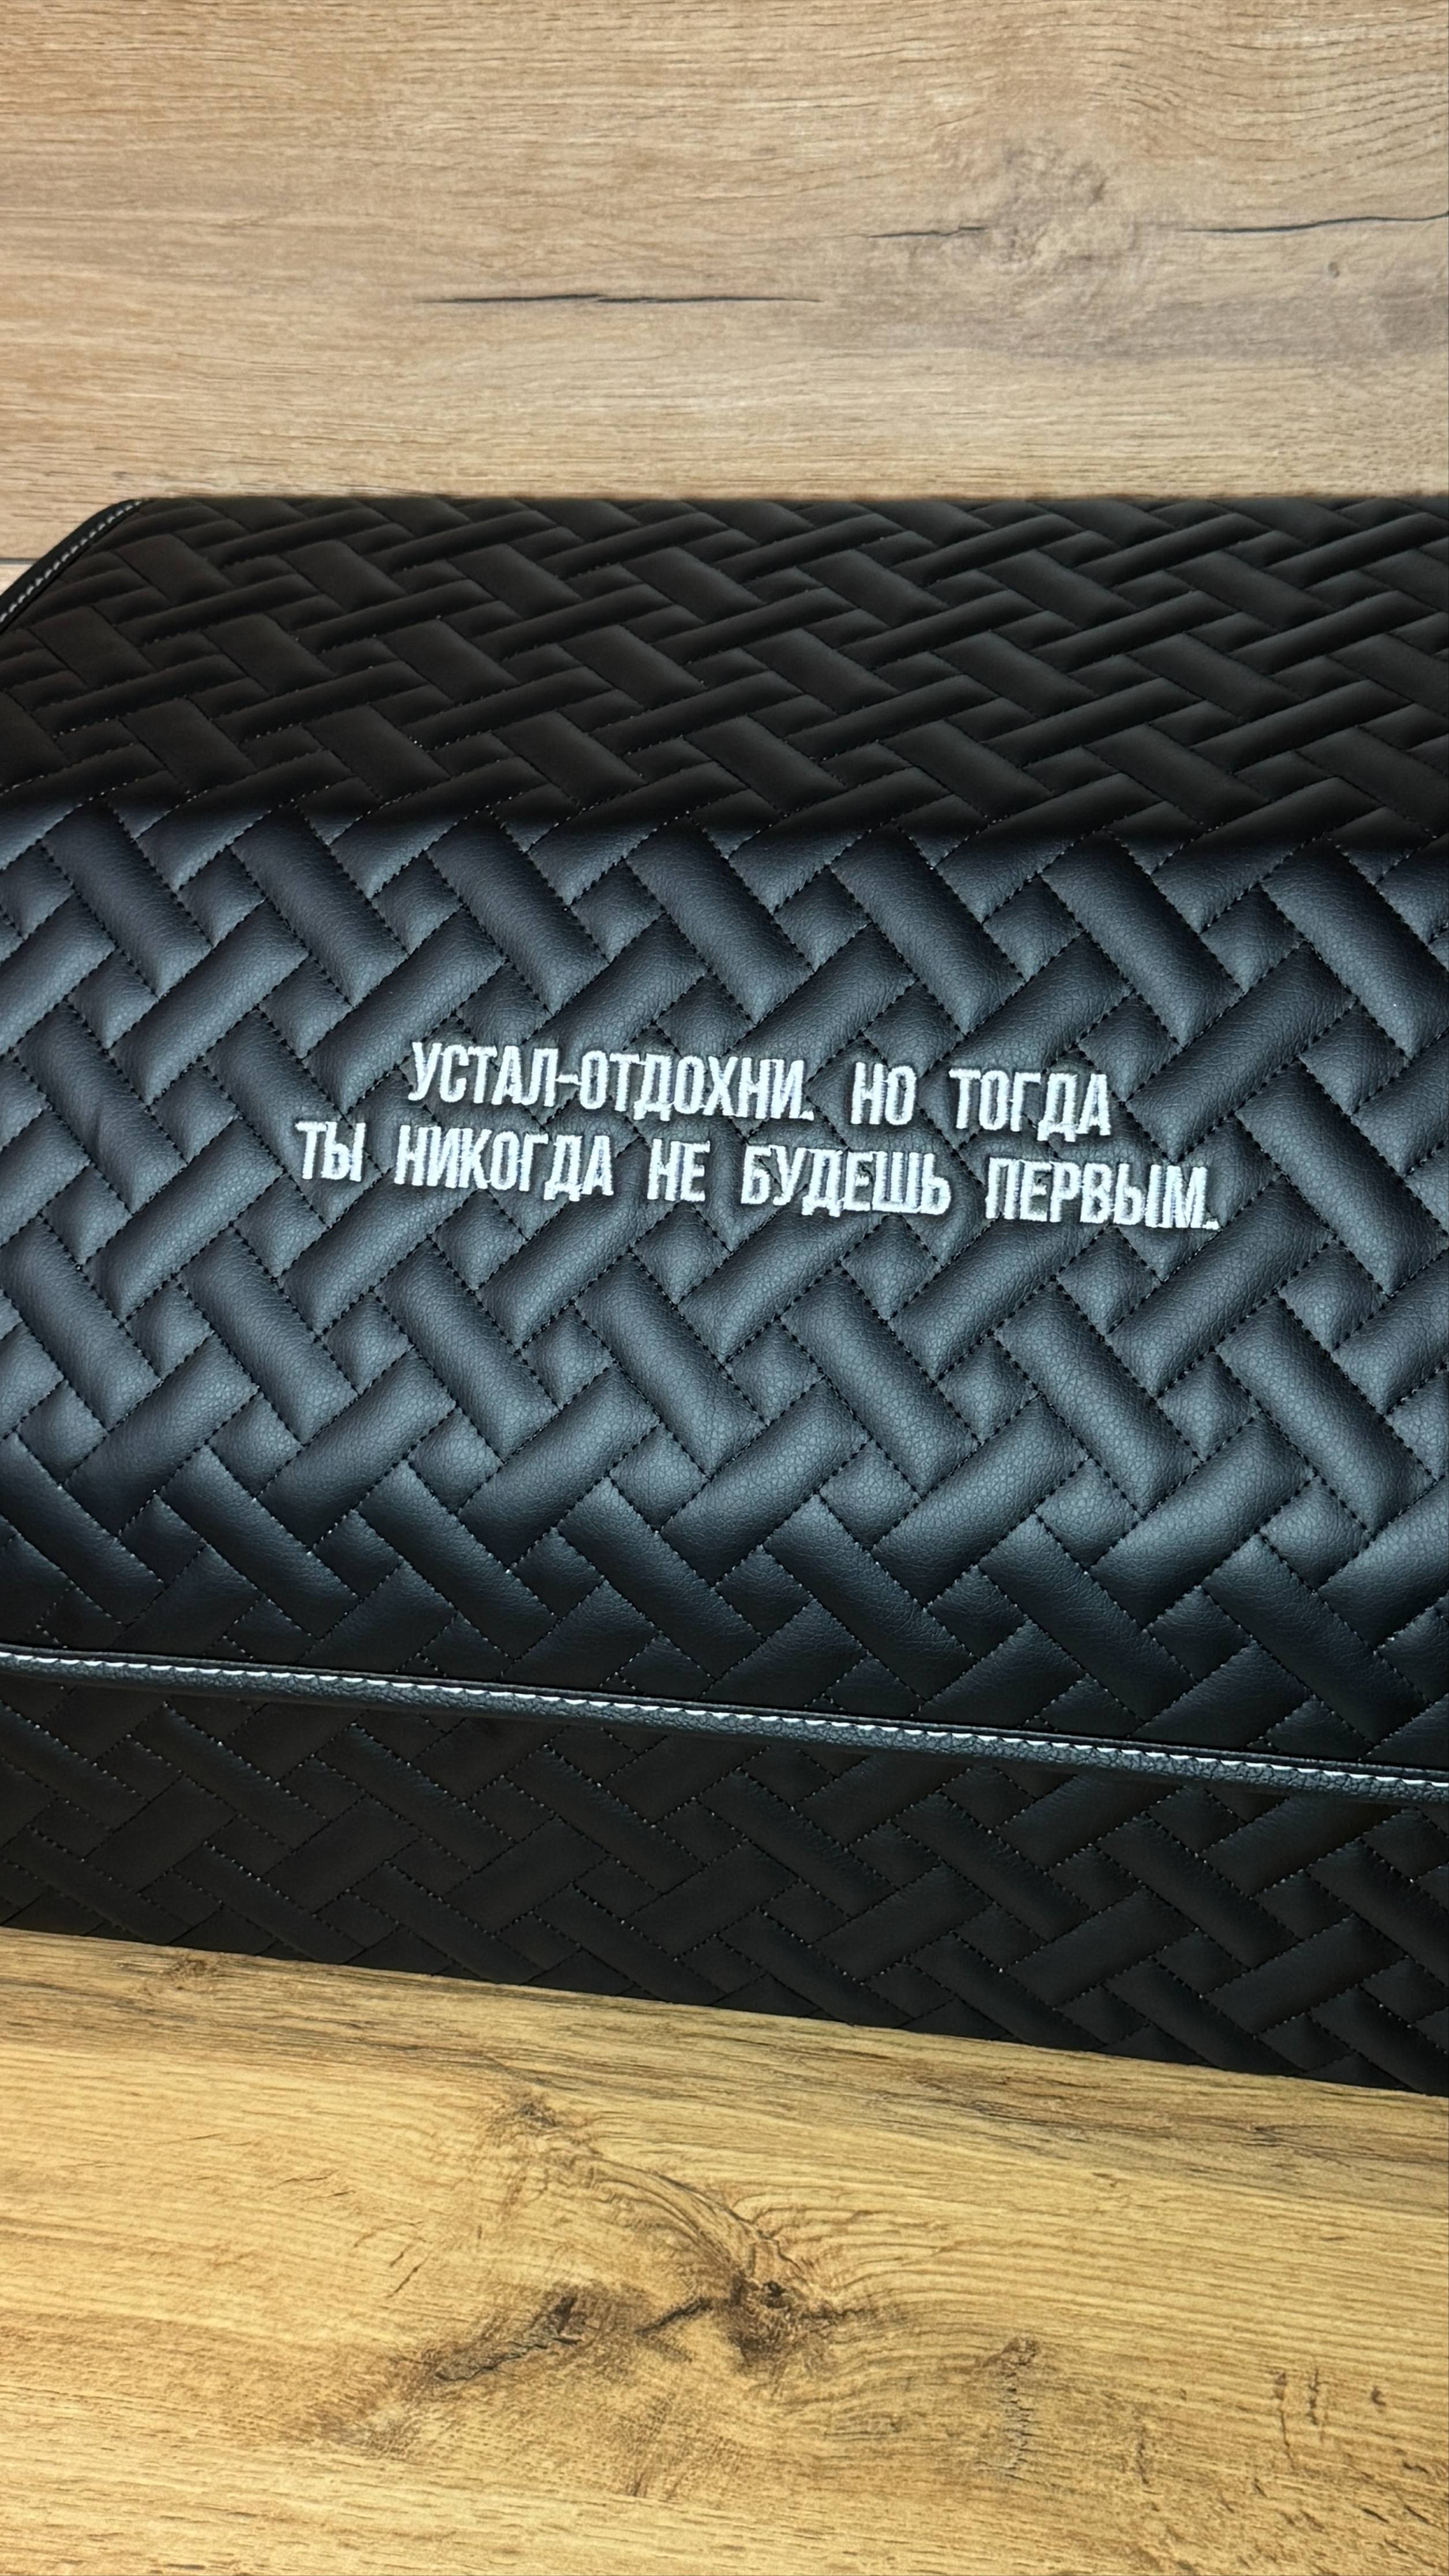 УСТАЛ-ОТДОХНИ. НО ТОГДА
ТЫ НИКОГДА НЕ БУДЕШЬ ПЕРВЫМ.